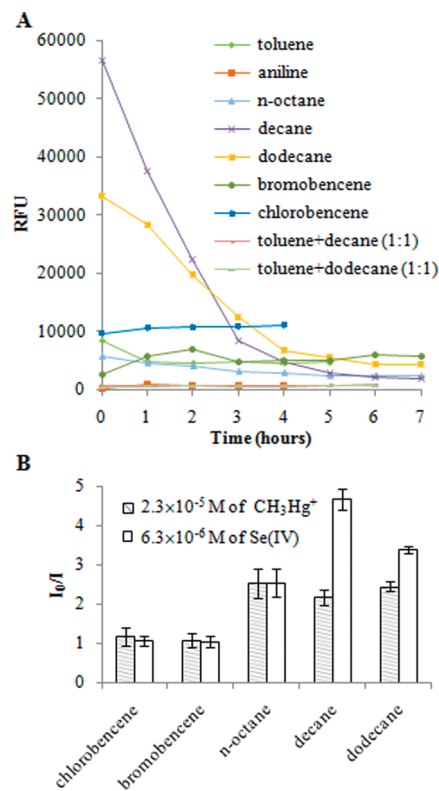 A
60000
50000
40000
30000
20000
10000
0
RFU
toluene
aniline
n-octane
decane
dodecane
bromobencene
chlorobencene
toluene+decane (1:1)
toluene+dodecane (1:1)
0 1 2 3 4 5 6 7
Time (hours)
B
5
4
3
2
1
0
I₀/I
2.3×10⁻⁵ M of CH₃Hg⁺
6.3×10⁻⁶ M of Se(IV)
chlorobencene
bromobencene
n-octane
decane
dodecane